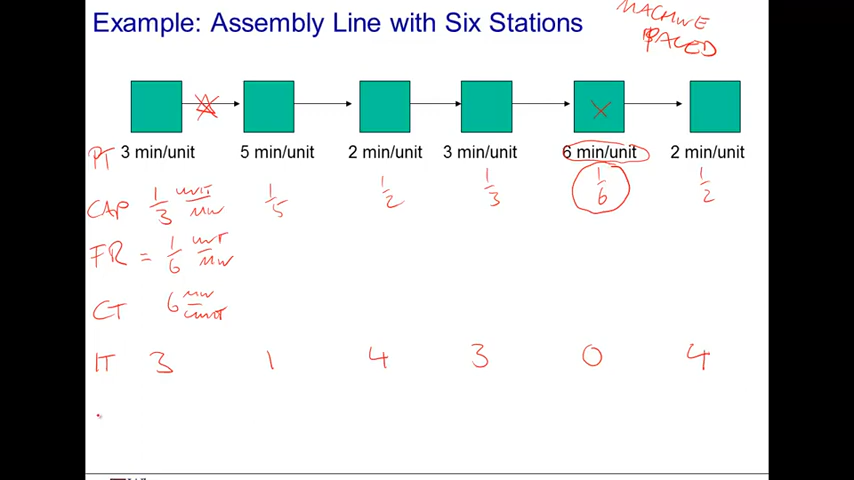 Example: Assembly Line with Six Stations
MACHINE
PACED
PT 3 min/unit 5 min/unit 2 min/unit 3 min/unit 6 min/unit 2 min/unit
CAP 1/3 UNIT/MIN 1/5 1/2 1/3 1/6 1/2
FR = 1/6 UNIT/MIN
CT 6 MIN/UNIT
IT 3 1 4 3 0 4